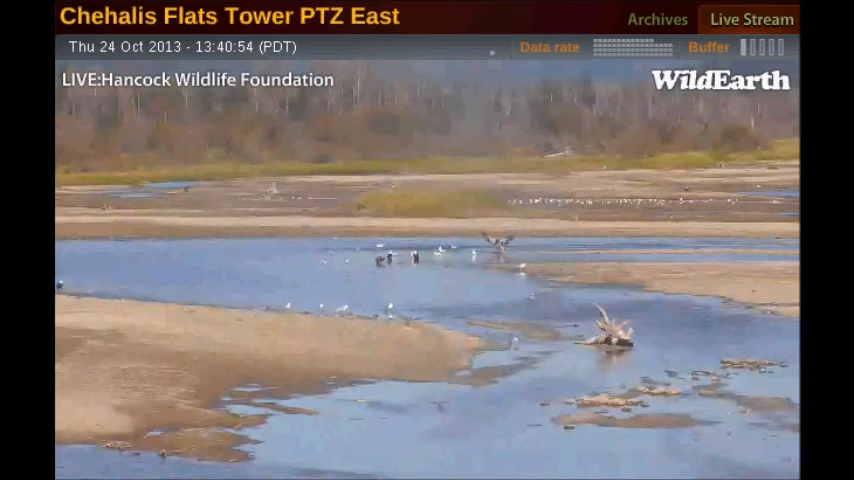 Chehalis Flats Tower PTZ East
Archives
Live Stream
Thu 24 Oct 2013 - 13:40:54 (PDT)
Data rate
Buffer
LIVE:Hancock Wildlife Foundation
WildEarth